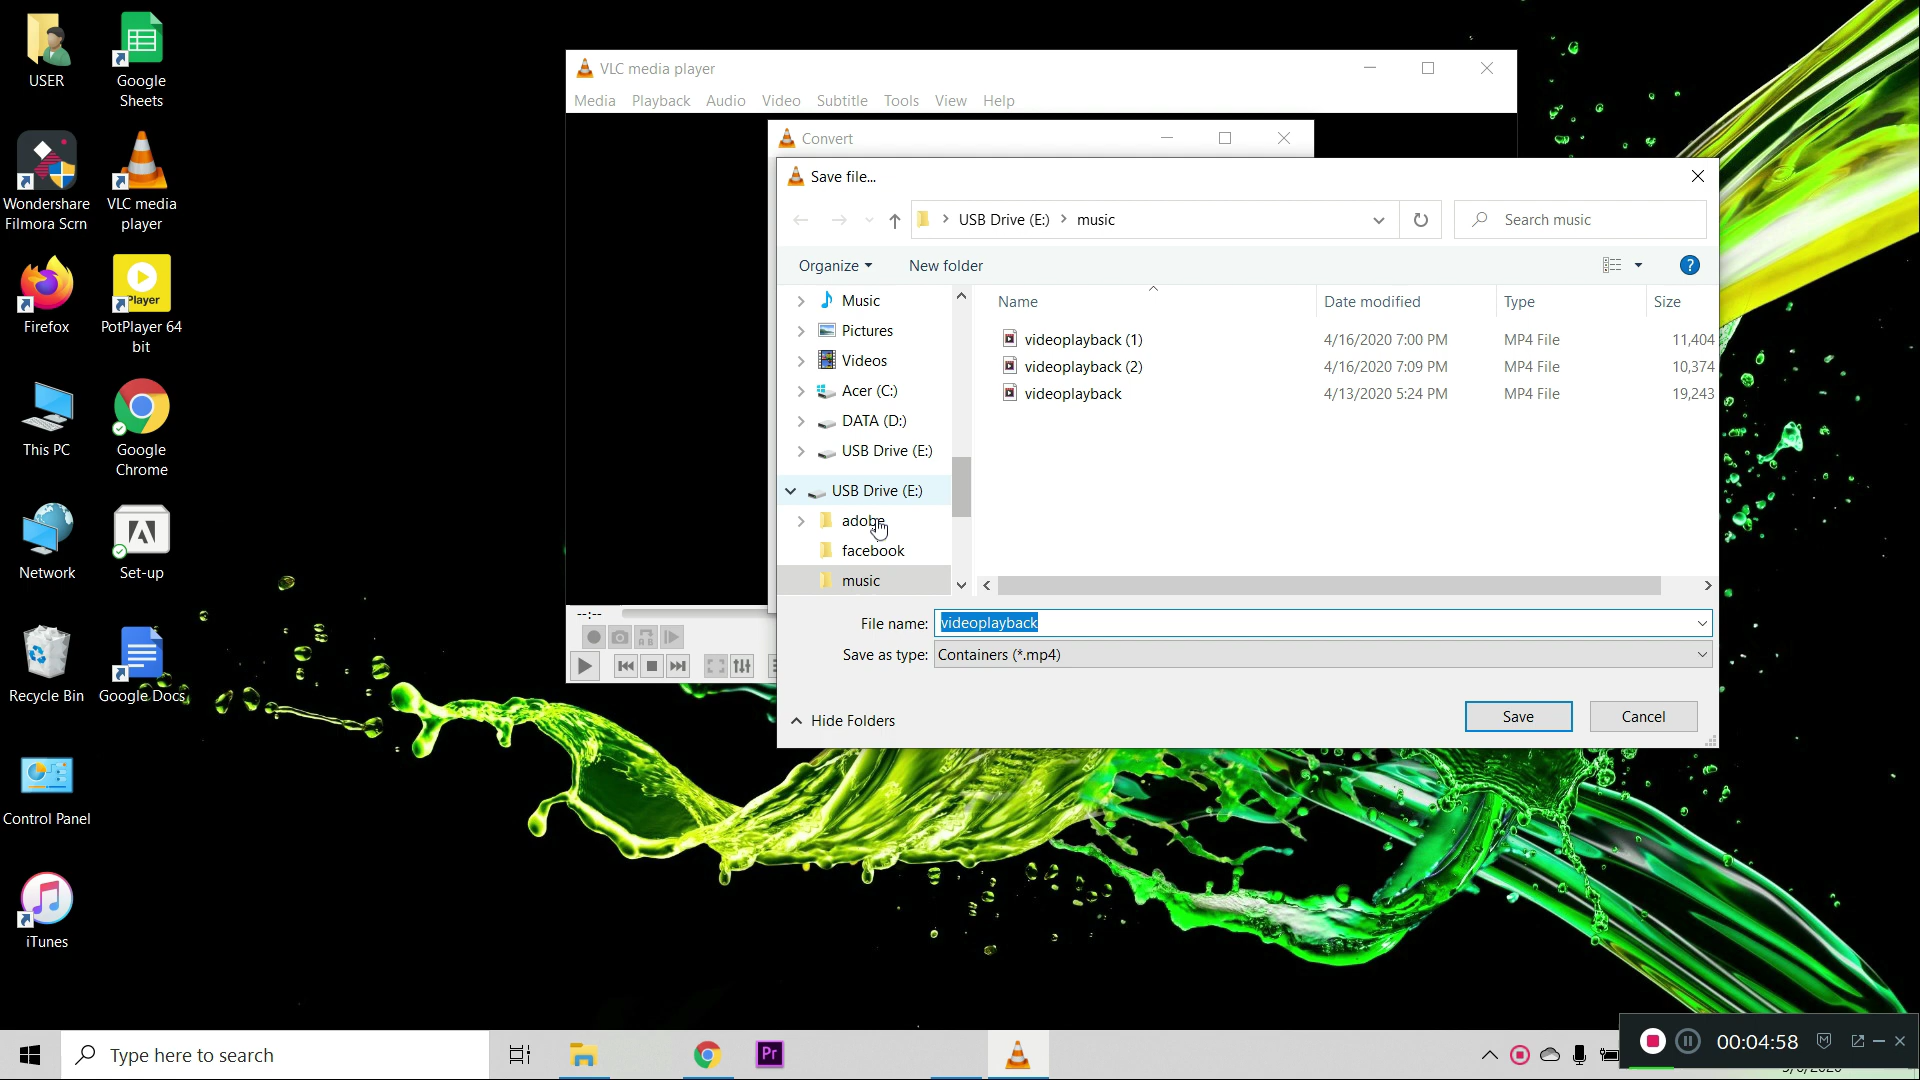 USER
Google
Sheets
Wondershare
Filmora Scrn
VLC media
player
Firefox
Player
PotPlayer 64
bit
This PC
Google
Chrome
Network
Set-up
Recycle Bin
Google Docs
Control Panel
iTunes
VLC media player
Media Playback Audio Video Subtitle Tools View Help
Convert
Save file...
USB Drive (E:) music
Search music
Organize New folder
?
Music
Pictures
Videos
Acer (C:)
DATA (D:)
USB Drive (E:)
USB Drive (E:)
adobe
facebook
music
Name Date modified Type Size
videoplayback (1) 4/16/2020 7:00 PM MP4 File 11,404
videoplayback (2) 4/16/2020 7:09 PM MP4 File 10,374
videoplayback 4/13/2020 5:24 PM MP4 File 19,243
--:--
File name: videoplayback
Save as type: Containers (*.mp4)
Hide Folders
Save Cancel
Type here to search
Pr
00:04:58